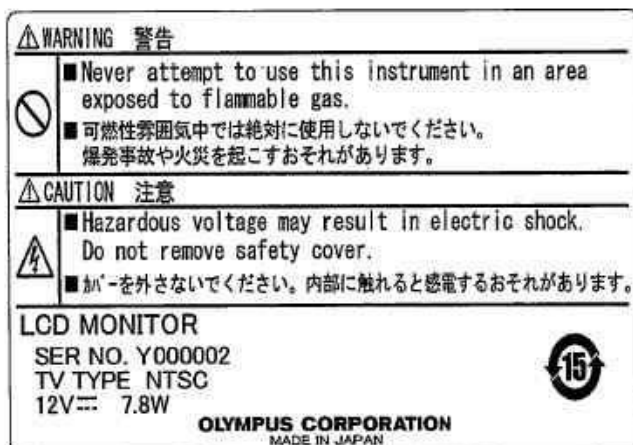 ⚠WARNING 警告
■Never attempt to use this instrument in an area
exposed to flammable gas.
■可燃性雰囲気中では絶対に使用しないでください。
爆発事故や火災を起こすおそれがあります。
⚠CAUTION 注意
■Hazardous voltage may result in electric shock.
Do not remove safety cover.
■ｶﾊﾞｰを外さないでください。内部に触れると感電するおそれがあります。
LCD MONITOR
SER NO. Y000002
TV TYPE NTSC
12V⎓ 7.8W
15
OLYMPUS CORPORATION
MADE IN JAPAN